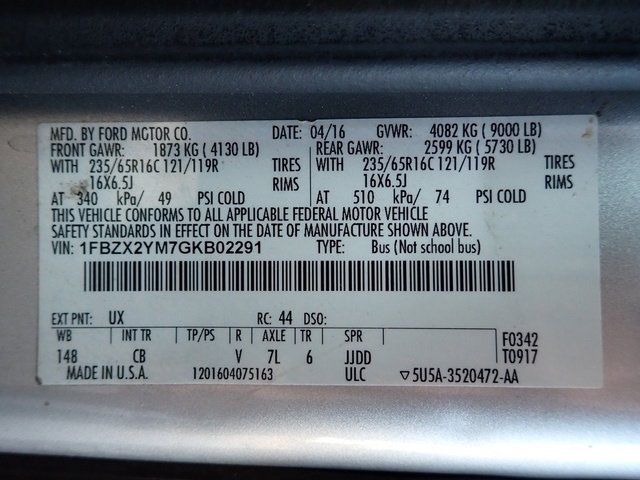 MFD. BY FORD MOTOR CO. DATE: 04/16 GVWR: 4082 KG ( 9000 LB)
FRONT GAWR: 1873 KG ( 4130 LB) REAR GAWR: 2599 KG ( 5730 LB)
WITH 235/65R16C 121/119R TIRES WITH 235/65R16C 121/119R TIRES
16X6.5J RIMS 16X6.5J RIMS
AT 340 kPa/ 49 PSI COLD AT 510 kPa/ 74 PSI COLD
THIS VEHICLE CONFORMS TO ALL APPLICABLE FEDERAL MOTOR VEHICLE
SAFETY STANDARDS IN EFFECT ON THE DATE OF MANUFACTURE SHOWN ABOVE.
VIN: 1FBZX2YM7GKB02291 TYPE: Bus (Not school bus)
EXT PNT: UX RC: 44 DSO:
WB INT TR TP/PS R AXLE TR SPR F0342
148 CB V 7L 6 JJDD T0917
MADE IN U.S.A. 1201604075163 ULC ▽5U5A-3520472-AA